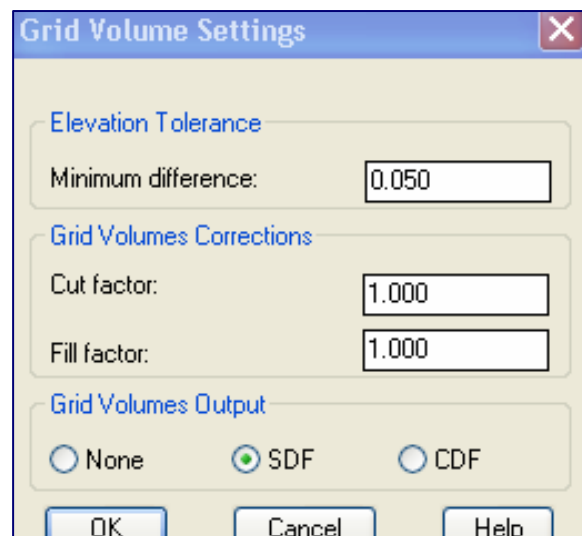 Grid Volume Settings
Elevation Tolerance
Minimum difference: 0.050
Grid Volumes Corrections
Cut factor: 1.000
Fill factor: 1.000
Grid Volumes Output
None SDF CDF
OK Cancel Help